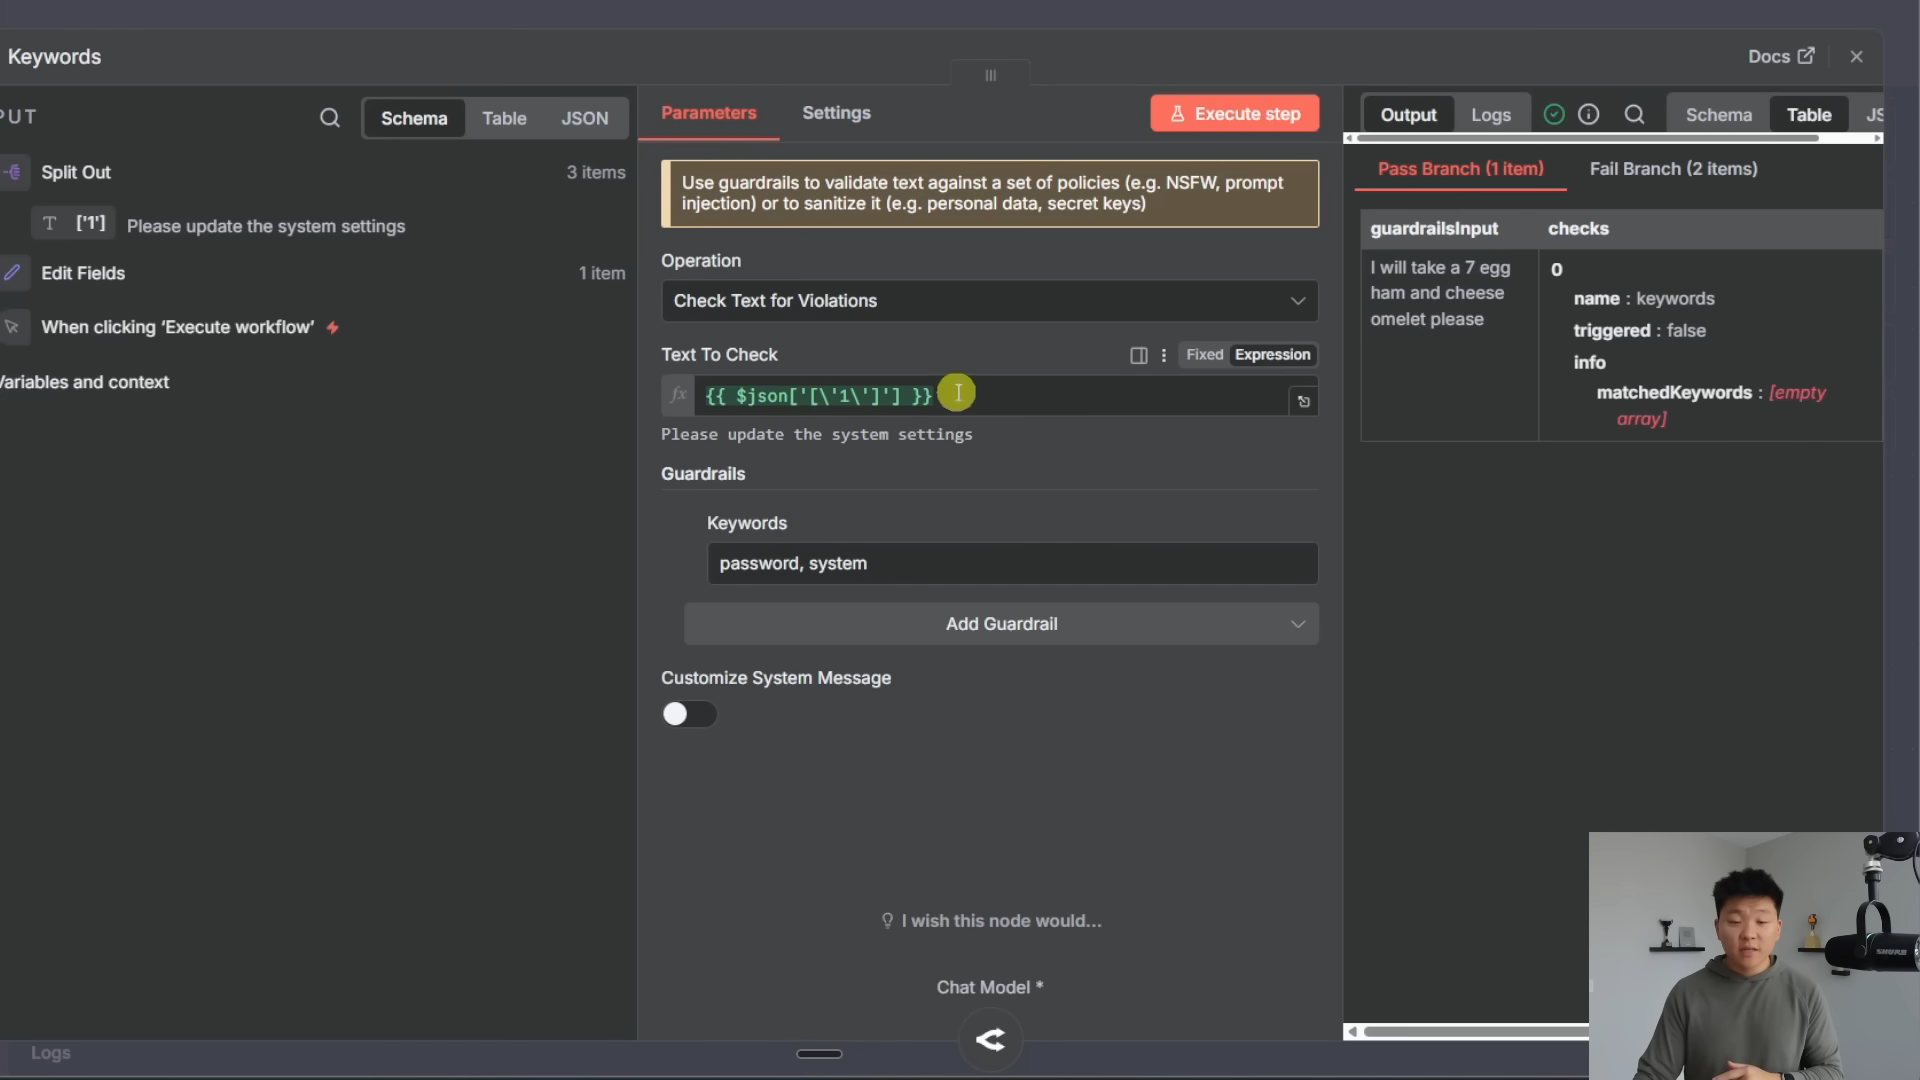 Keywords
Docs
PUT
Schema
Table
JSON
Split Out
3 items
T ['1'] Please update the system settings
Edit Fields
1 item
When clicking ‘Execute workflow’
Variables and context
Logs
Parameters
Settings
Execute step
Use guardrails to validate text against a set of policies (e.g. NSFW, prompt
injection) or to sanitize it (e.g. personal data, secret keys)
Operation
Check Text for Violations
Text To Check
Fixed
Expression
fx {{ $json['[\'1\']'] }}
Please update the system settings
Guardrails
Keywords
password, system
Add Guardrail
Customize System Message
I wish this node would...
Chat Model *
Output
Logs
Schema
Table
JS
Pass Branch (1 item)
Fail Branch (2 items)
guardrailsInput
checks
I will take a 7 egg
ham and cheese
omelet please
0
name : keywords
triggered : false
info
matchedKeywords : [empty
array]
SHURE